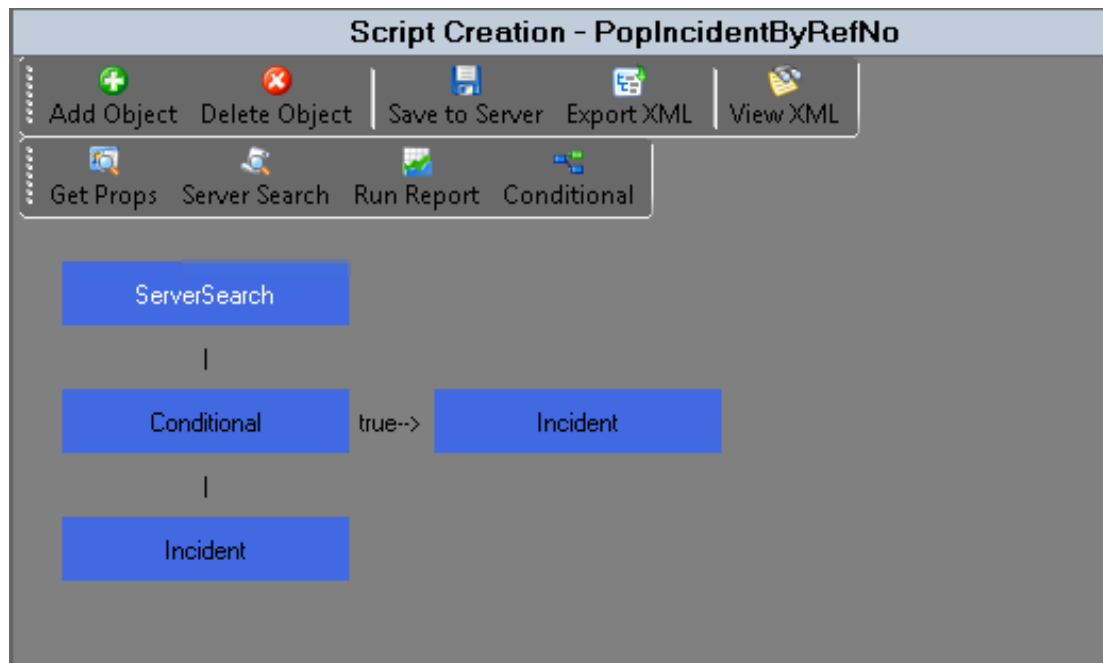 Script Creation - PopIncidentByRefNo
Add Object Delete Object Save to Server Export XML View XML
Get Props Server Search Run Report Conditional
ServerSearch
|
Conditional true--> Incident
|
Incident